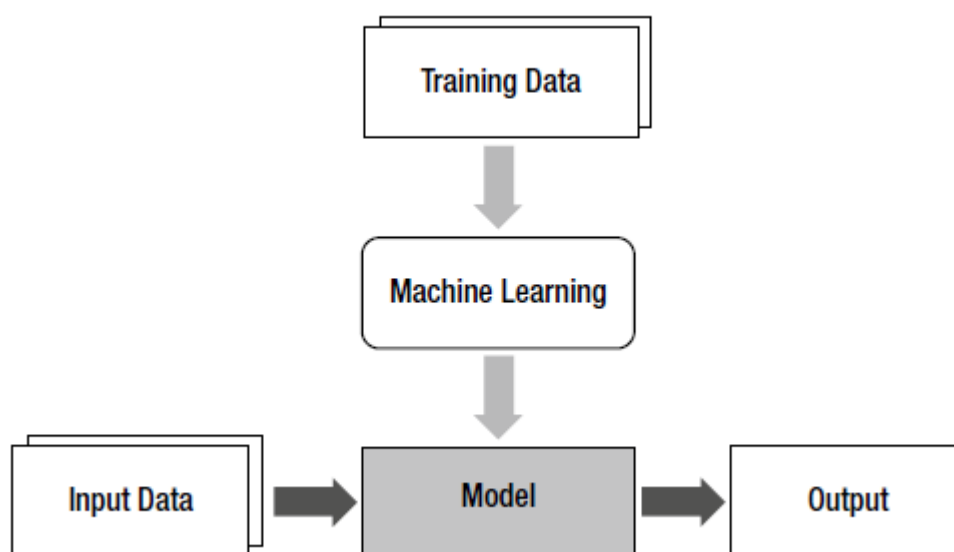 Training Data
Machine Learning
Input Data
Model
Output